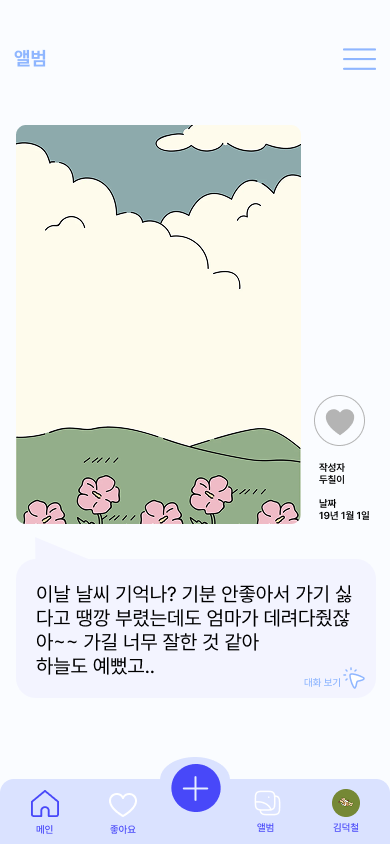 앨범
작성자
두칠이
날짜
19년 1월 1일
이날 날씨 기억나? 기분 안좋아서 가기 싫
다고 땡깡 부렸는데도 엄마가 데려다줬잖
아~~ 가길 너무 잘한 것 같아
하늘도 예뻤고..
대화 보기
메인
좋아요
앨범
김덕철